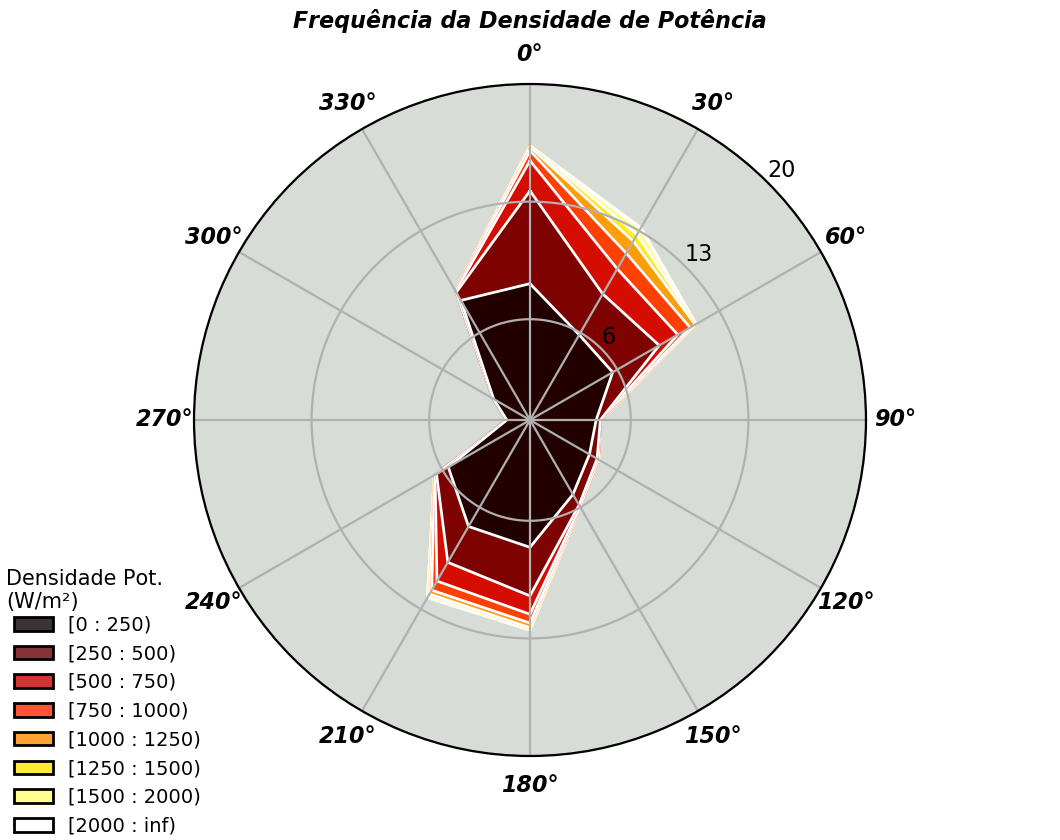 Frequência da Densidade de Potência
0°
330°
30°
20
300°
60°
13
6
270°
90°
240°
120°
210°
150°
180°
Densidade Pot.
(W/m²)
[0 : 250)
[250 : 500)
[500 : 750)
[750 : 1000)
[1000 : 1250)
[1250 : 1500)
[1500 : 2000)
[2000 : inf)